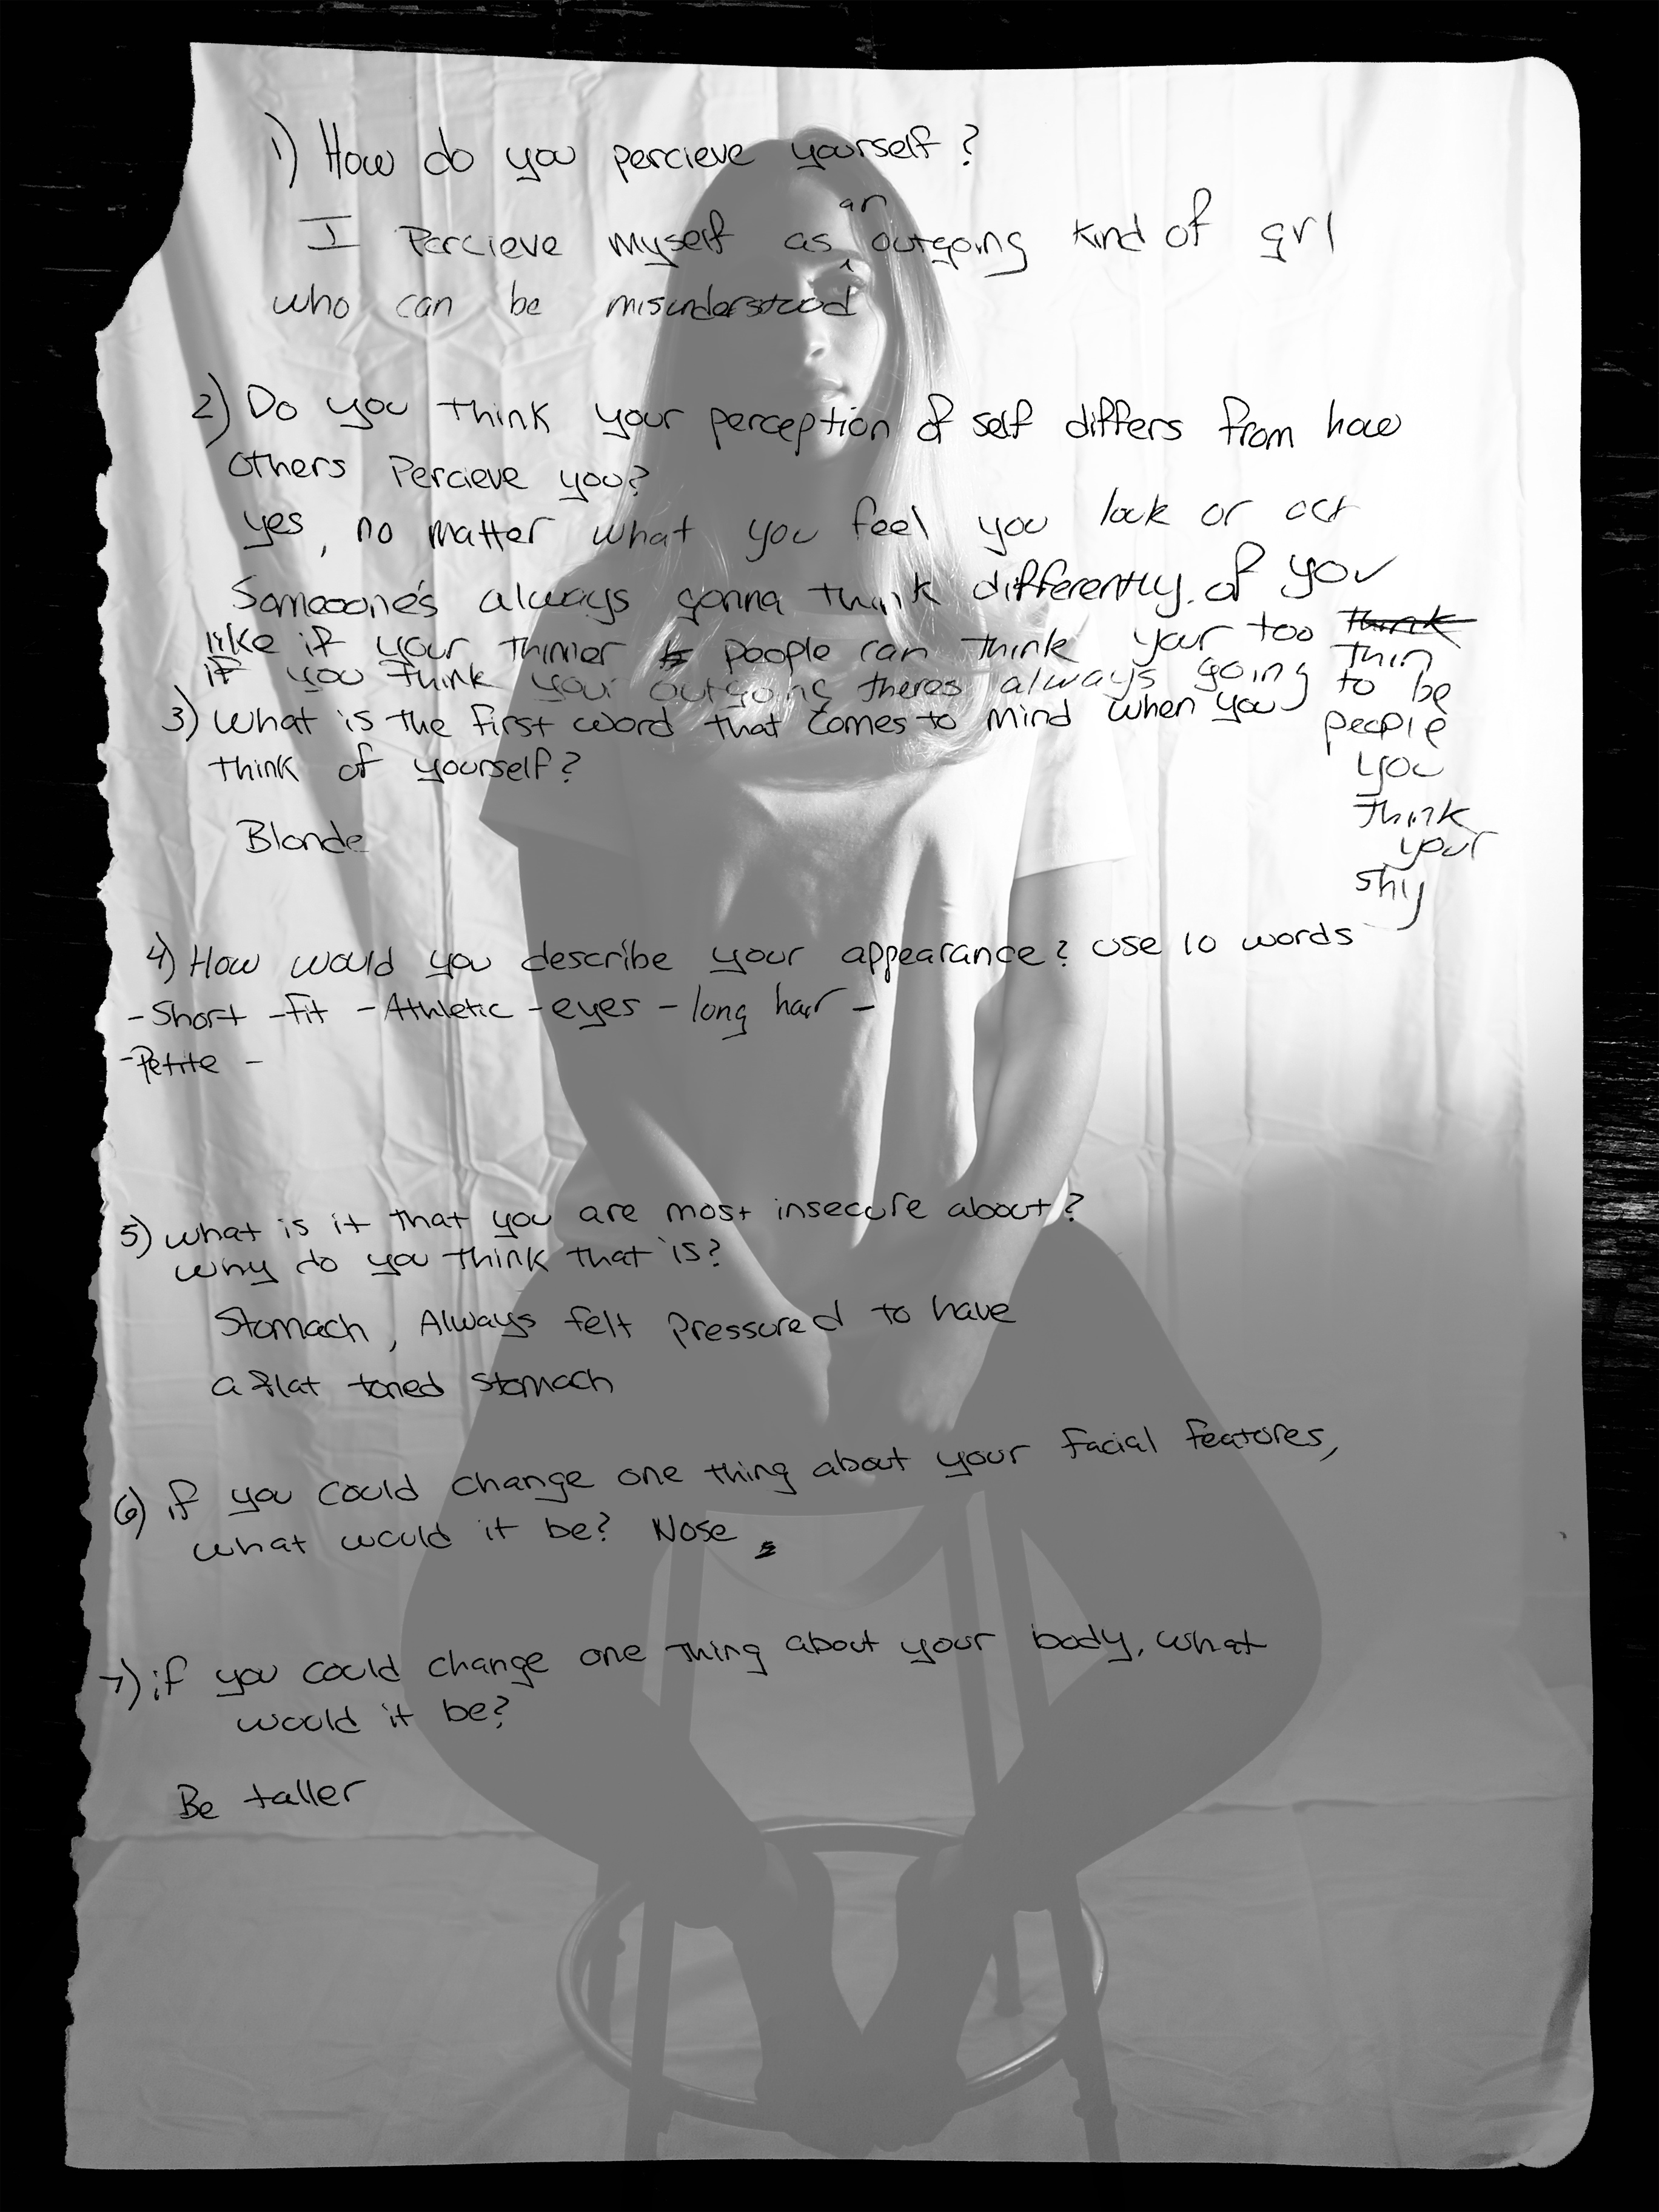 1) How do you percieve yourself?
I Percieve myself as an outgoing kind of girl
who can be misunderstood
2) Do you think your perception of self differs from how
others Percieve you?
yes, no matter what you feel you look or act
Someoone's always gonna think differently. of you
like if your thinner people can think your too think thin
if you think your outgoing theres always going to be
people
you
think
your
shy
3) What is the first word that comes to mind when you
think of yourself?
Blonde
4) How would you describe your appearance? use 10 words
- Short - fit - Athletic - eyes - long hair -
- Petite -
5) what is it that you are most insecure about?
why do you think that is?
Stomach, Always felt pressured to have
a flat toned stomach
6) if you could change one thing about your facial features,
what would it be? Nose
7) if you could change one thing about your body, what
would it be?
Be taller